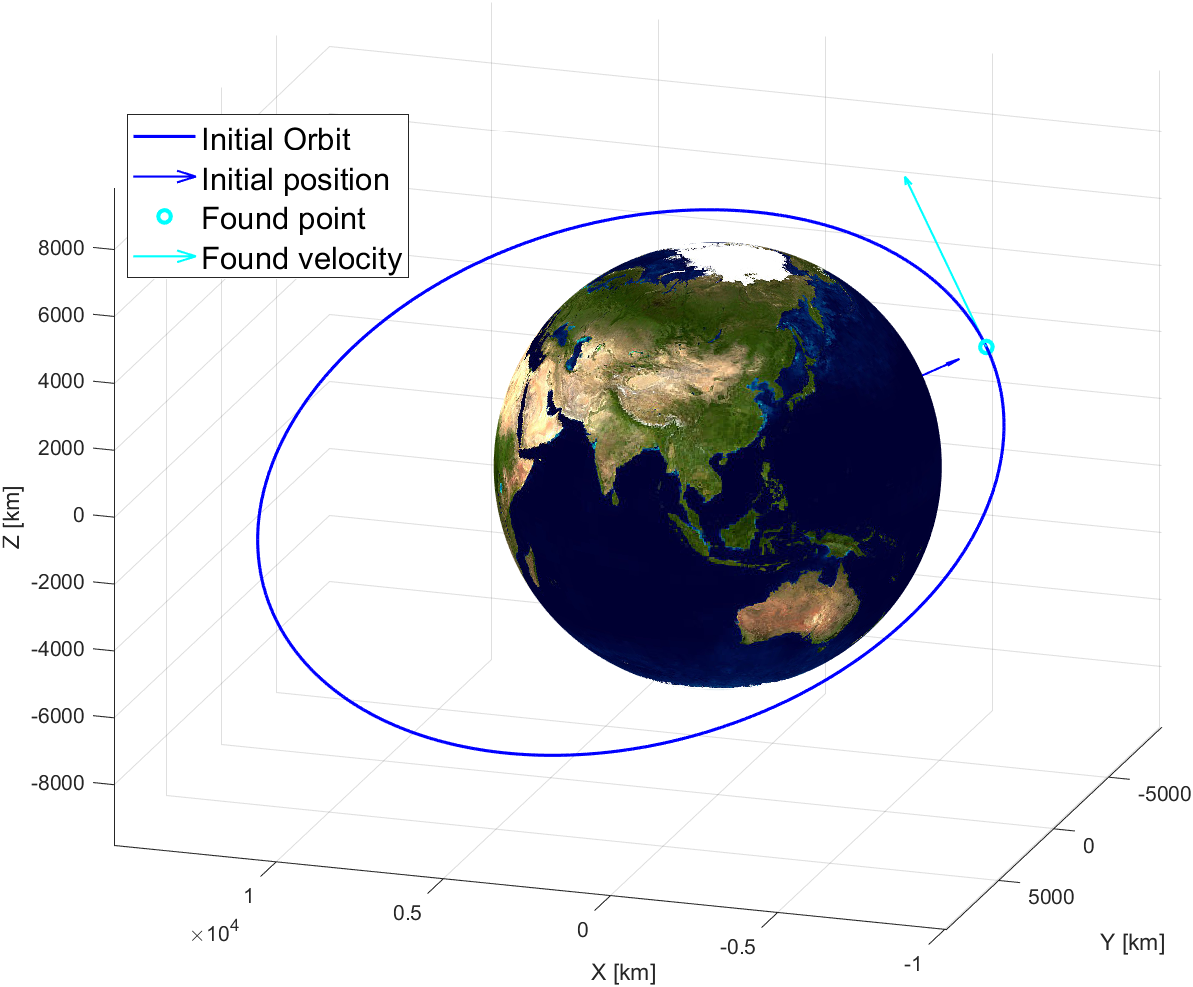 Initial Orbit
Initial position
Found point
Found velocity
8000
6000
4000
2000
0
-2000
-4000
-6000
-8000
Z [km]
1
0.5
0
-0.5
-1
×10⁴
X [km]
-5000
0
5000
Y [km]